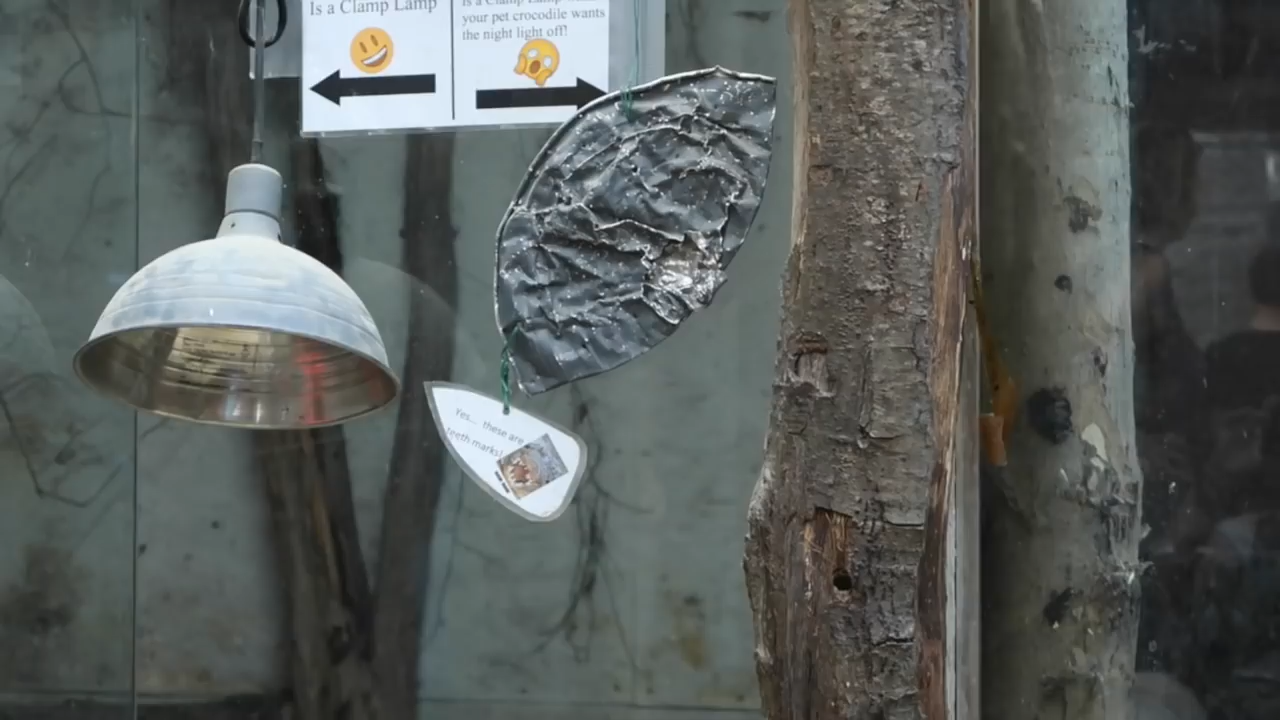 Is a Clamp Lamp
is a Clamp Lamp when
your pet crocodile wants
the night light off!
Yes... these are
teeth marks!